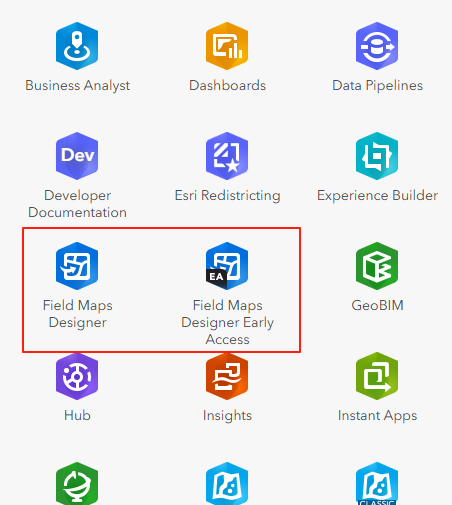 Business Analyst
Dashboards
Data Pipelines
Dev
Developer
Documentation
Esri Redistricting
Experience Builder
Field Maps
Designer
EA
Field Maps
Designer Early
Access
GeoBIM
Hub
Insights
Instant Apps
CLASSIC